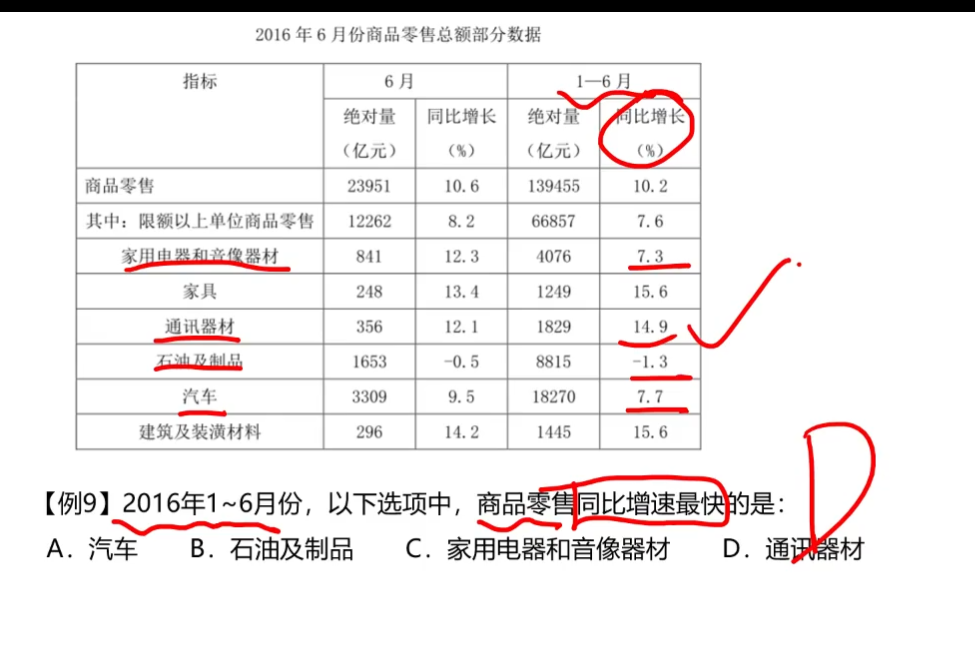 2016 年 6 月份商品零售总额部分数据
指标 6 月 1—6 月
绝对量 同比增长 绝对量 同比增长
（亿元） （%） （亿元） （%）
商品零售 23951 10.6 139455 10.2
其中：限额以上单位商品零售 12262 8.2 66857 7.6
家用电器和音像器材 841 12.3 4076 7.3
家具 248 13.4 1249 15.6
通讯器材 356 12.1 1829 14.9
石油及制品 1653 -0.5 8815 -1.3
汽车 3309 9.5 18270 7.7
建筑及装潢材料 296 14.2 1445 15.6
D
【例9】2016年1~6月份，以下选项中，商品零售同比增速最快的是：
A．汽车 B．石油及制品 C．家用电器和音像器材 D．通讯器材